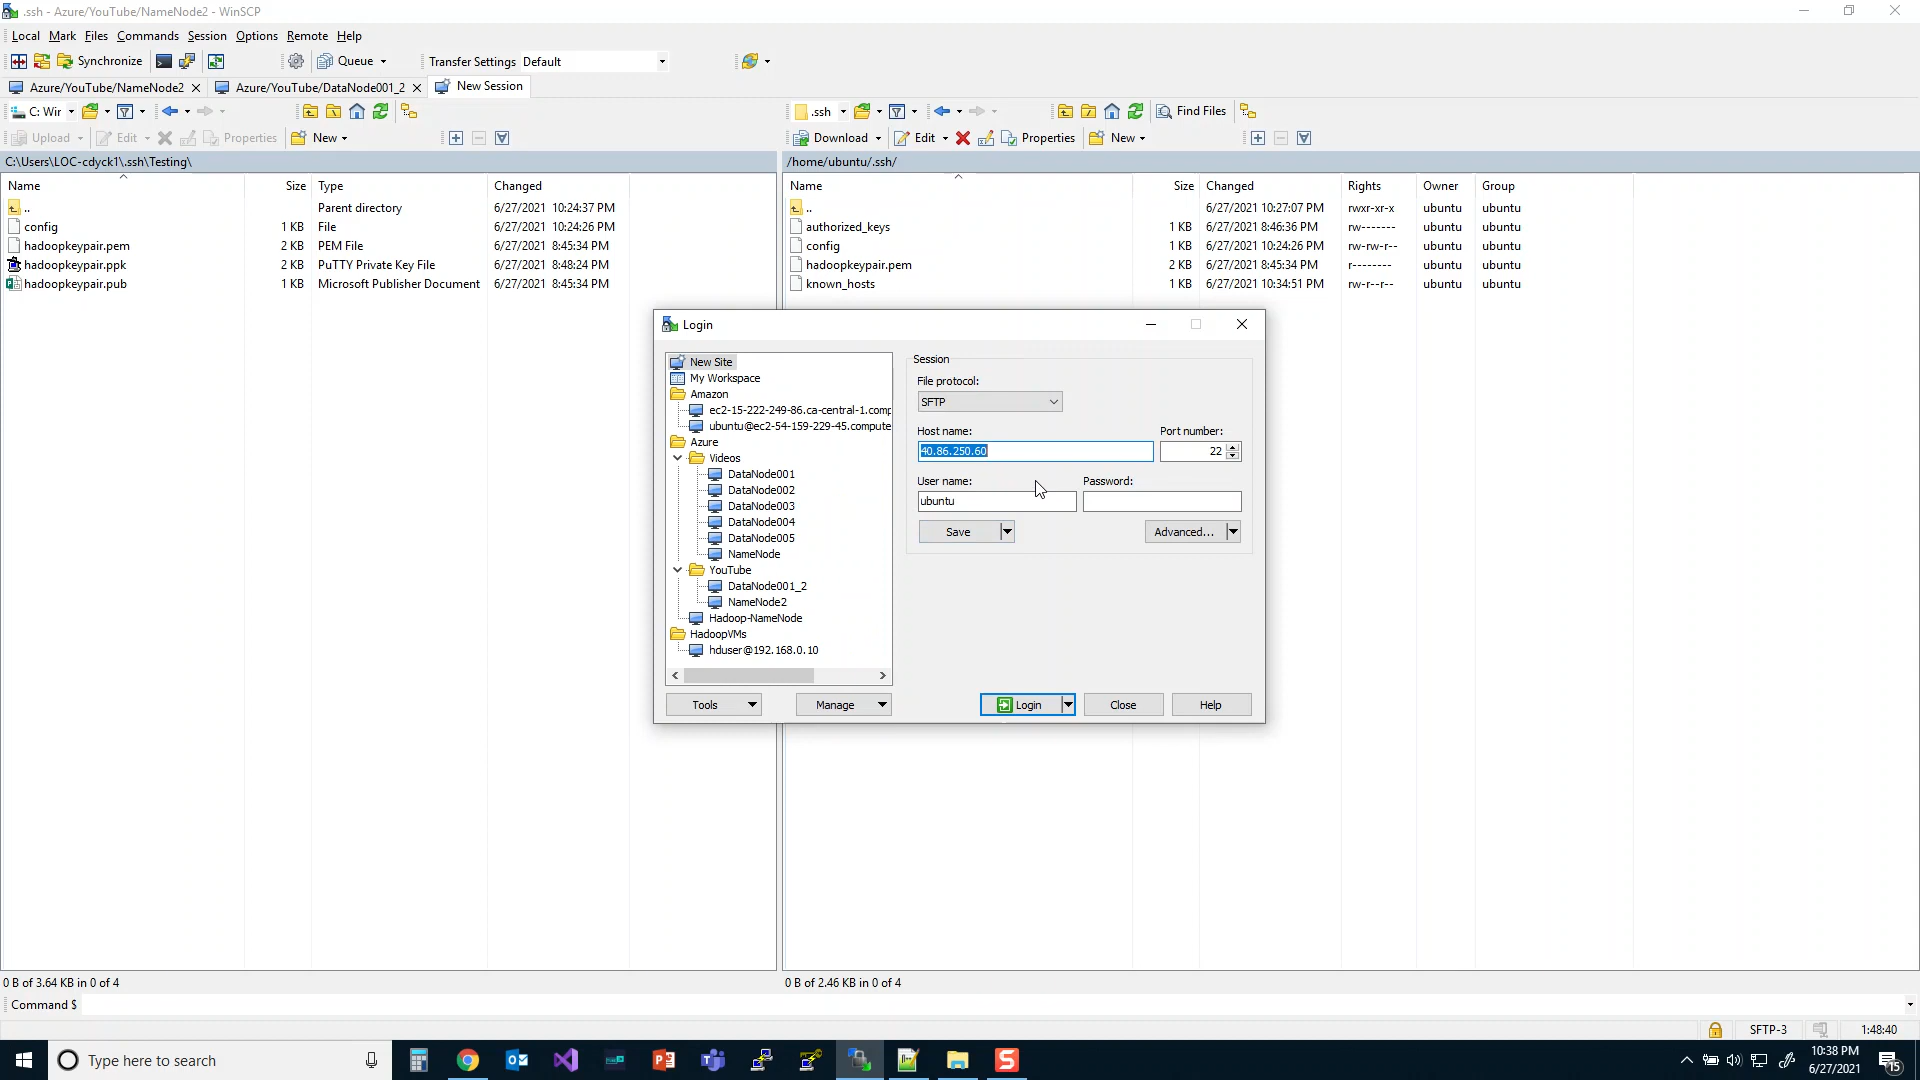 .ssh - Azure/YouTube/NameNode2 - WinSCP
Local Mark Files Commands Session Options Remote Help
Synchronize Queue Transfer Settings Default
Azure/YouTube/NameNode2 Azure/YouTube/DataNode001_2 New Session
C: Wir .ssh Find Files
Upload Edit Properties New Download Edit Properties New
C:\Users\LOC-cdyck1\.ssh\Testing\ /home/ubuntu/.ssh/
Name Size Type Changed Name Size Changed Rights Owner Group
.. Parent directory 6/27/2021 10:24:37 PM .. 6/27/2021 10:27:07 PM rwxr-xr-x ubuntu ubuntu
config 1 KB File 6/27/2021 10:24:26 PM authorized_keys 1 KB 6/27/2021 8:46:36 PM rw------- ubuntu ubuntu
hadoopkeypair.pem 2 KB PEM File 6/27/2021 8:45:34 PM config 1 KB 6/27/2021 10:24:26 PM rw-rw-r-- ubuntu ubuntu
hadoopkeypair.ppk 2 KB PuTTY Private Key File 6/27/2021 8:48:24 PM hadoopkeypair.pem 2 KB 6/27/2021 8:45:34 PM r-------- ubuntu ubuntu
hadoopkeypair.pub 1 KB Microsoft Publisher Document 6/27/2021 8:45:34 PM known_hosts 1 KB 6/27/2021 10:34:51 PM rw-r--r-- ubuntu ubuntu
Login
New Site
My Workspace
Amazon
ec2-15-222-249-86.ca-central-1.comp
ubuntu@ec2-54-159-229-45.compute
Azure
Videos
DataNode001
DataNode002
DataNode003
DataNode004
DataNode005
NameNode
YouTube
DataNode001_2
NameNode2
Hadoop-NameNode
HadoopVMs
hduser@192.168.0.10
Session
File protocol:
SFTP
Host name: Port number:
40.86.250.60 22
User name: Password:
ubuntu
Save Advanced...
Tools Manage Login Close Help
0 B of 3.64 KB in 0 of 4 0 B of 2.46 KB in 0 of 4
Command $
SFTP-3 1:48:40
Type here to search
10:38 PM
6/27/2021
15